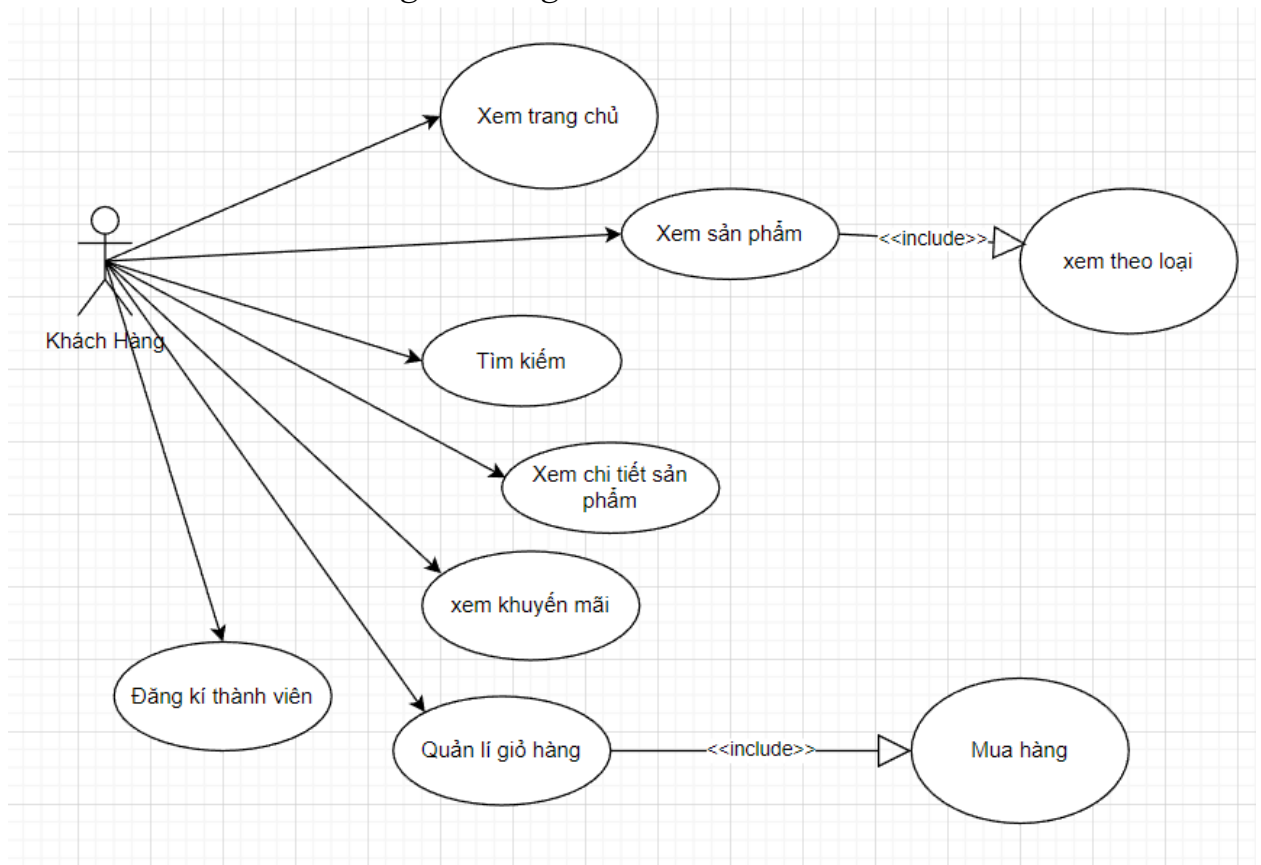 Xem trang chủ
Xem sản phẩm
<<include>>
xem theo loại
Khách Hàng
Tìm kiếm
Xem chi tiết sản
phẩm
xem khuyến mãi
Đăng kí thành viên
Quản lí giỏ hàng
<<include>>
Mua hàng